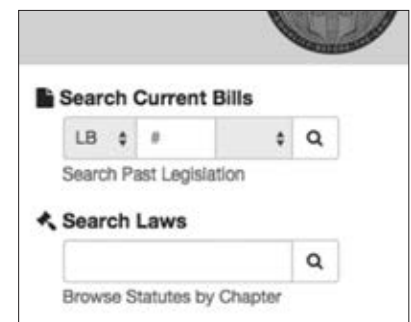 Search Current Bills
LB #
Search Past Legislation
Search Laws
Browse Statutes by Chapter